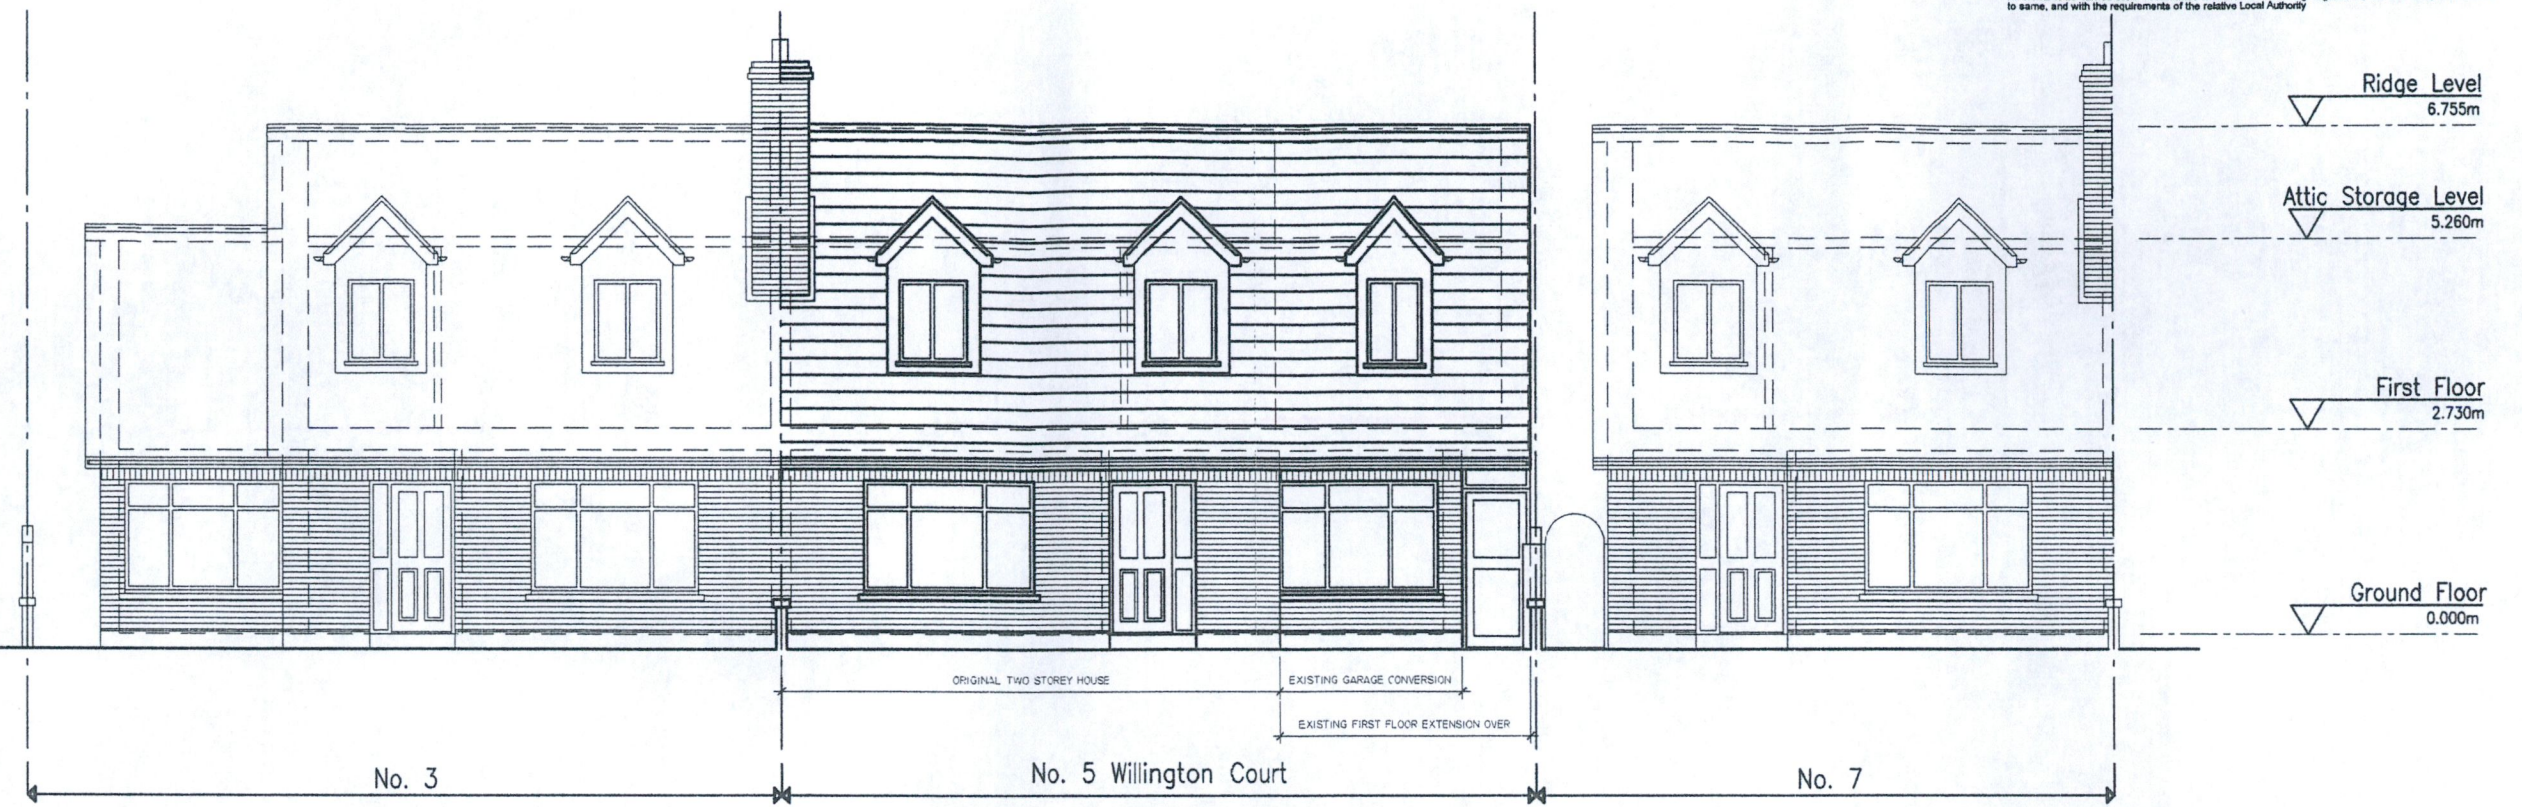 to same, and with the requirements of the relative Local Authority
Ridge Level
6.755m
Attic Storage Level
5.260m
First Floor
2.730m
Ground Floor
0.000m
ORIGINAL TWO STOREY HOUSE
EXISTING GARAGE CONVERSION
EXISTING FIRST FLOOR EXTENSION OVER
No. 3
No. 5 Willington Court
No. 7